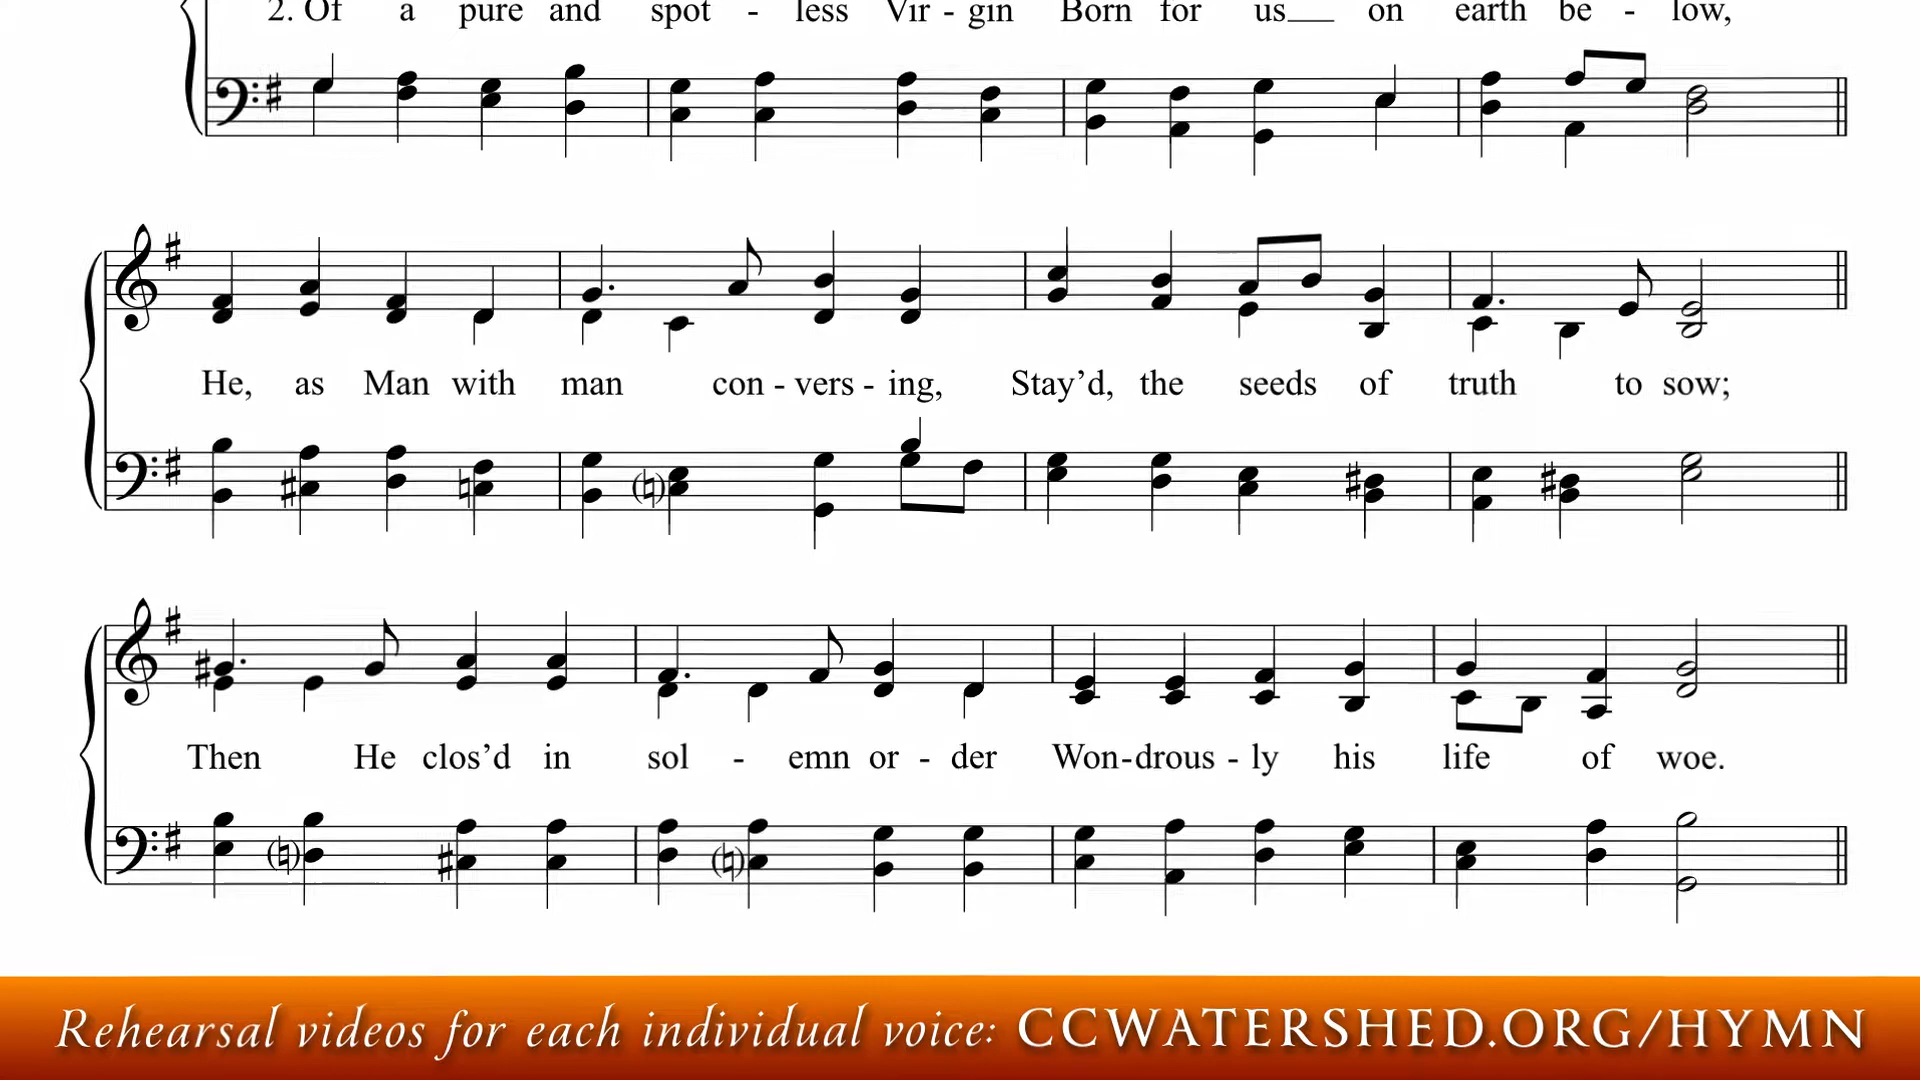 2. Of a pure and spot - less Vir - gin Born for us__ on earth be - low,
He, as Man with man con - vers - ing, Stay’d, the seeds of truth to sow;
Then He clos’d in sol - emn or - der Won-drous - ly his life of woe.
Rehearsal videos for each individual voice: CCWATERSHED.ORG/HYMN